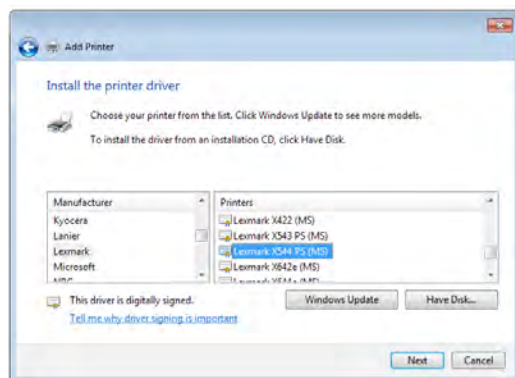 Add Printer
Install the printer driver
Choose your printer from the list. Click Windows Update to see more models.
To install the driver from an installation CD, click Have Disk.
Manufacturer
Kyocera
Lanier
Lexmark
Microsoft
Printers
Lexmark X422 (MS)
Lexmark X543 PS (MS)
Lexmark X544 PS (MS)
Lexmark X642e (MS)
This driver is digitally signed.
Tell me why driver signing is important
Windows Update
Have Disk...
Next
Cancel